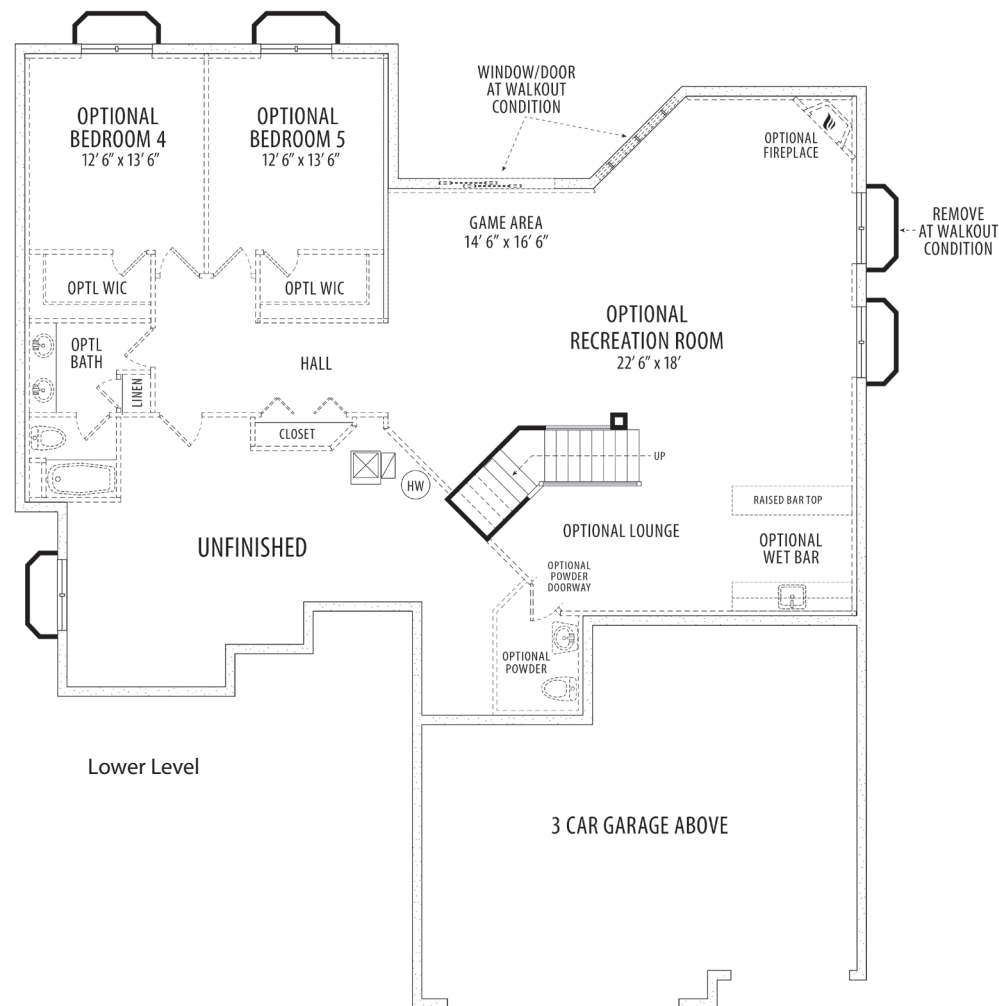 WINDOW/DOOR
AT WALKOUT
CONDITION
OPTIONAL
BEDROOM 4
12' 6" x 13' 6"
OPTIONAL
BEDROOM 5
12' 6" x 13' 6"
OPTIONAL
FIREPLACE
GAME AREA
14' 6" x 16' 6"
REMOVE
AT WALKOUT
CONDITION
OPTL WIC
OPTL WIC
OPTIONAL
RECREATION ROOM
22' 6" x 18'
OPTL
BATH
HALL
LINEN
CLOSET
UP
HW
RAISED BAR TOP
OPTIONAL LOUNGE
UNFINISHED
OPTIONAL
WET BAR
OPTIONAL
POWDER
DOORWAY
OPTIONAL
POWDER
Lower Level
3 CAR GARAGE ABOVE